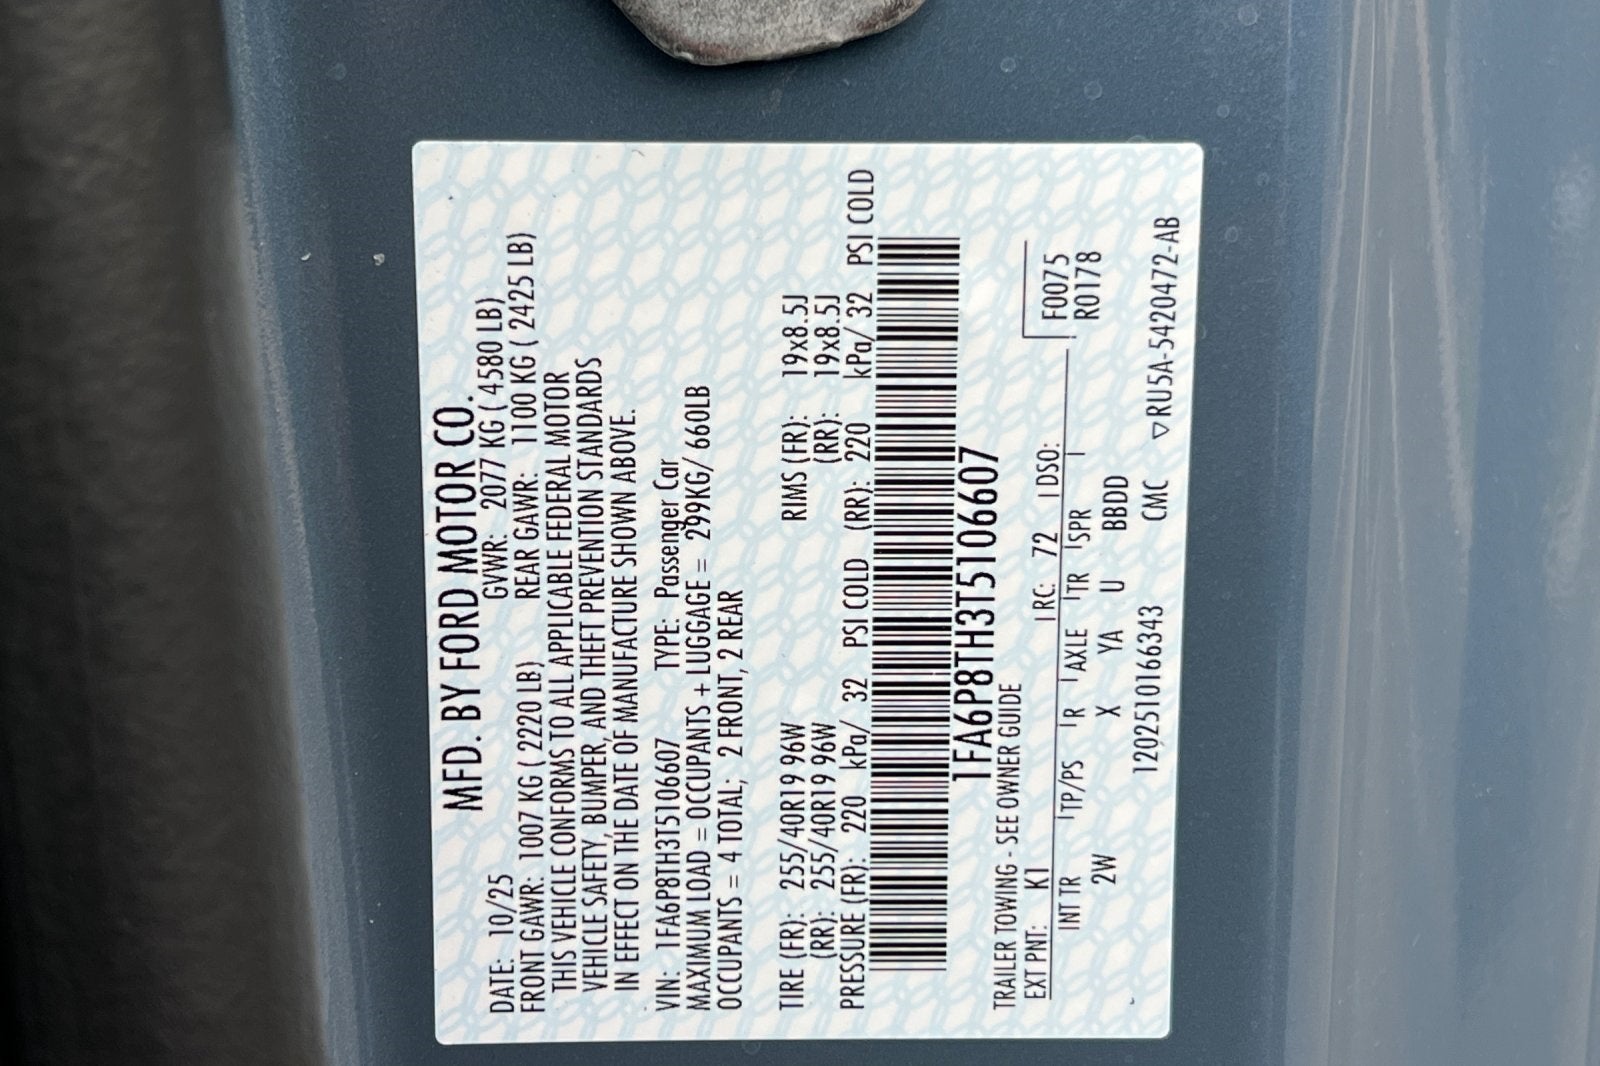 MFD. BY FORD MOTOR CO.
DATE: 10/25 GVWR: 2077 KG ( 4580 LB)
FRONT GAWR: 1007 KG ( 2220 LB) REAR GAWR: 1100 KG ( 2425 LB)
THIS VEHICLE CONFORMS TO ALL APPLICABLE FEDERAL MOTOR
VEHICLE SAFETY, BUMPER, AND THEFT PREVENTION STANDARDS
IN EFFECT ON THE DATE OF MANUFACTURE SHOWN ABOVE.
VIN: 1FA6P8TH3T5106607 TYPE: Passenger Car
MAXIMUM LOAD = OCCUPANTS + LUGGAGE = 299KG/ 660LB
OCCUPANTS = 4 TOTAL; 2 FRONT, 2 REAR
TIRE (FR): 255/40R19 96W RIMS (FR): 19x8.5J
(RR): 255/40R19 96W (RR): 19x8.5J
PRESSURE (FR): 220 kPa/ 32 PSI COLD (RR): 220 kPa/ 32 PSI COLD
1FA6P8TH3T5106607
TRAILER TOWING - SEE OWNER GUIDE
EXT PNT: K1 RC: 72 DSO: F0075
INT TR TP/PS R AXLE TR SPR R0178
2W X YA U BBDD
1202510166343 CMC ▽RU5A-5420472-AB